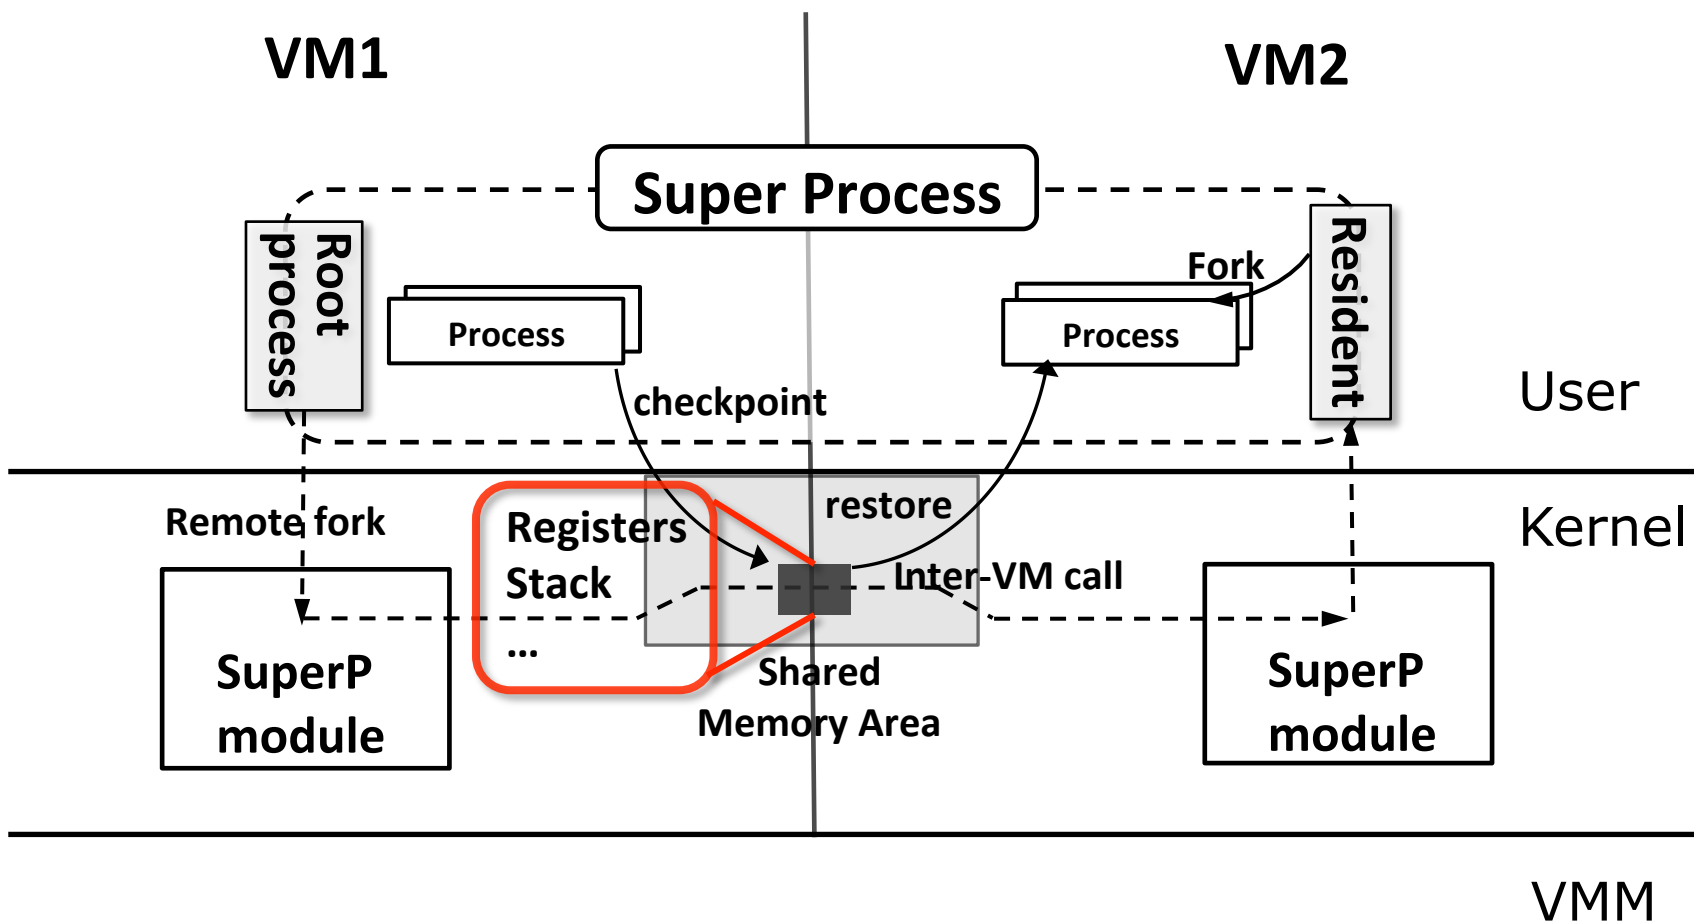 VM1
VM2
Super Process
Root
process
Process
Fork
Process
Resident
checkpoint
User
Remote fork
Registers
Stack
...
restore
Kernel
Inter-VM call
SuperP
module
Shared
Memory Area
SuperP
module
VMM